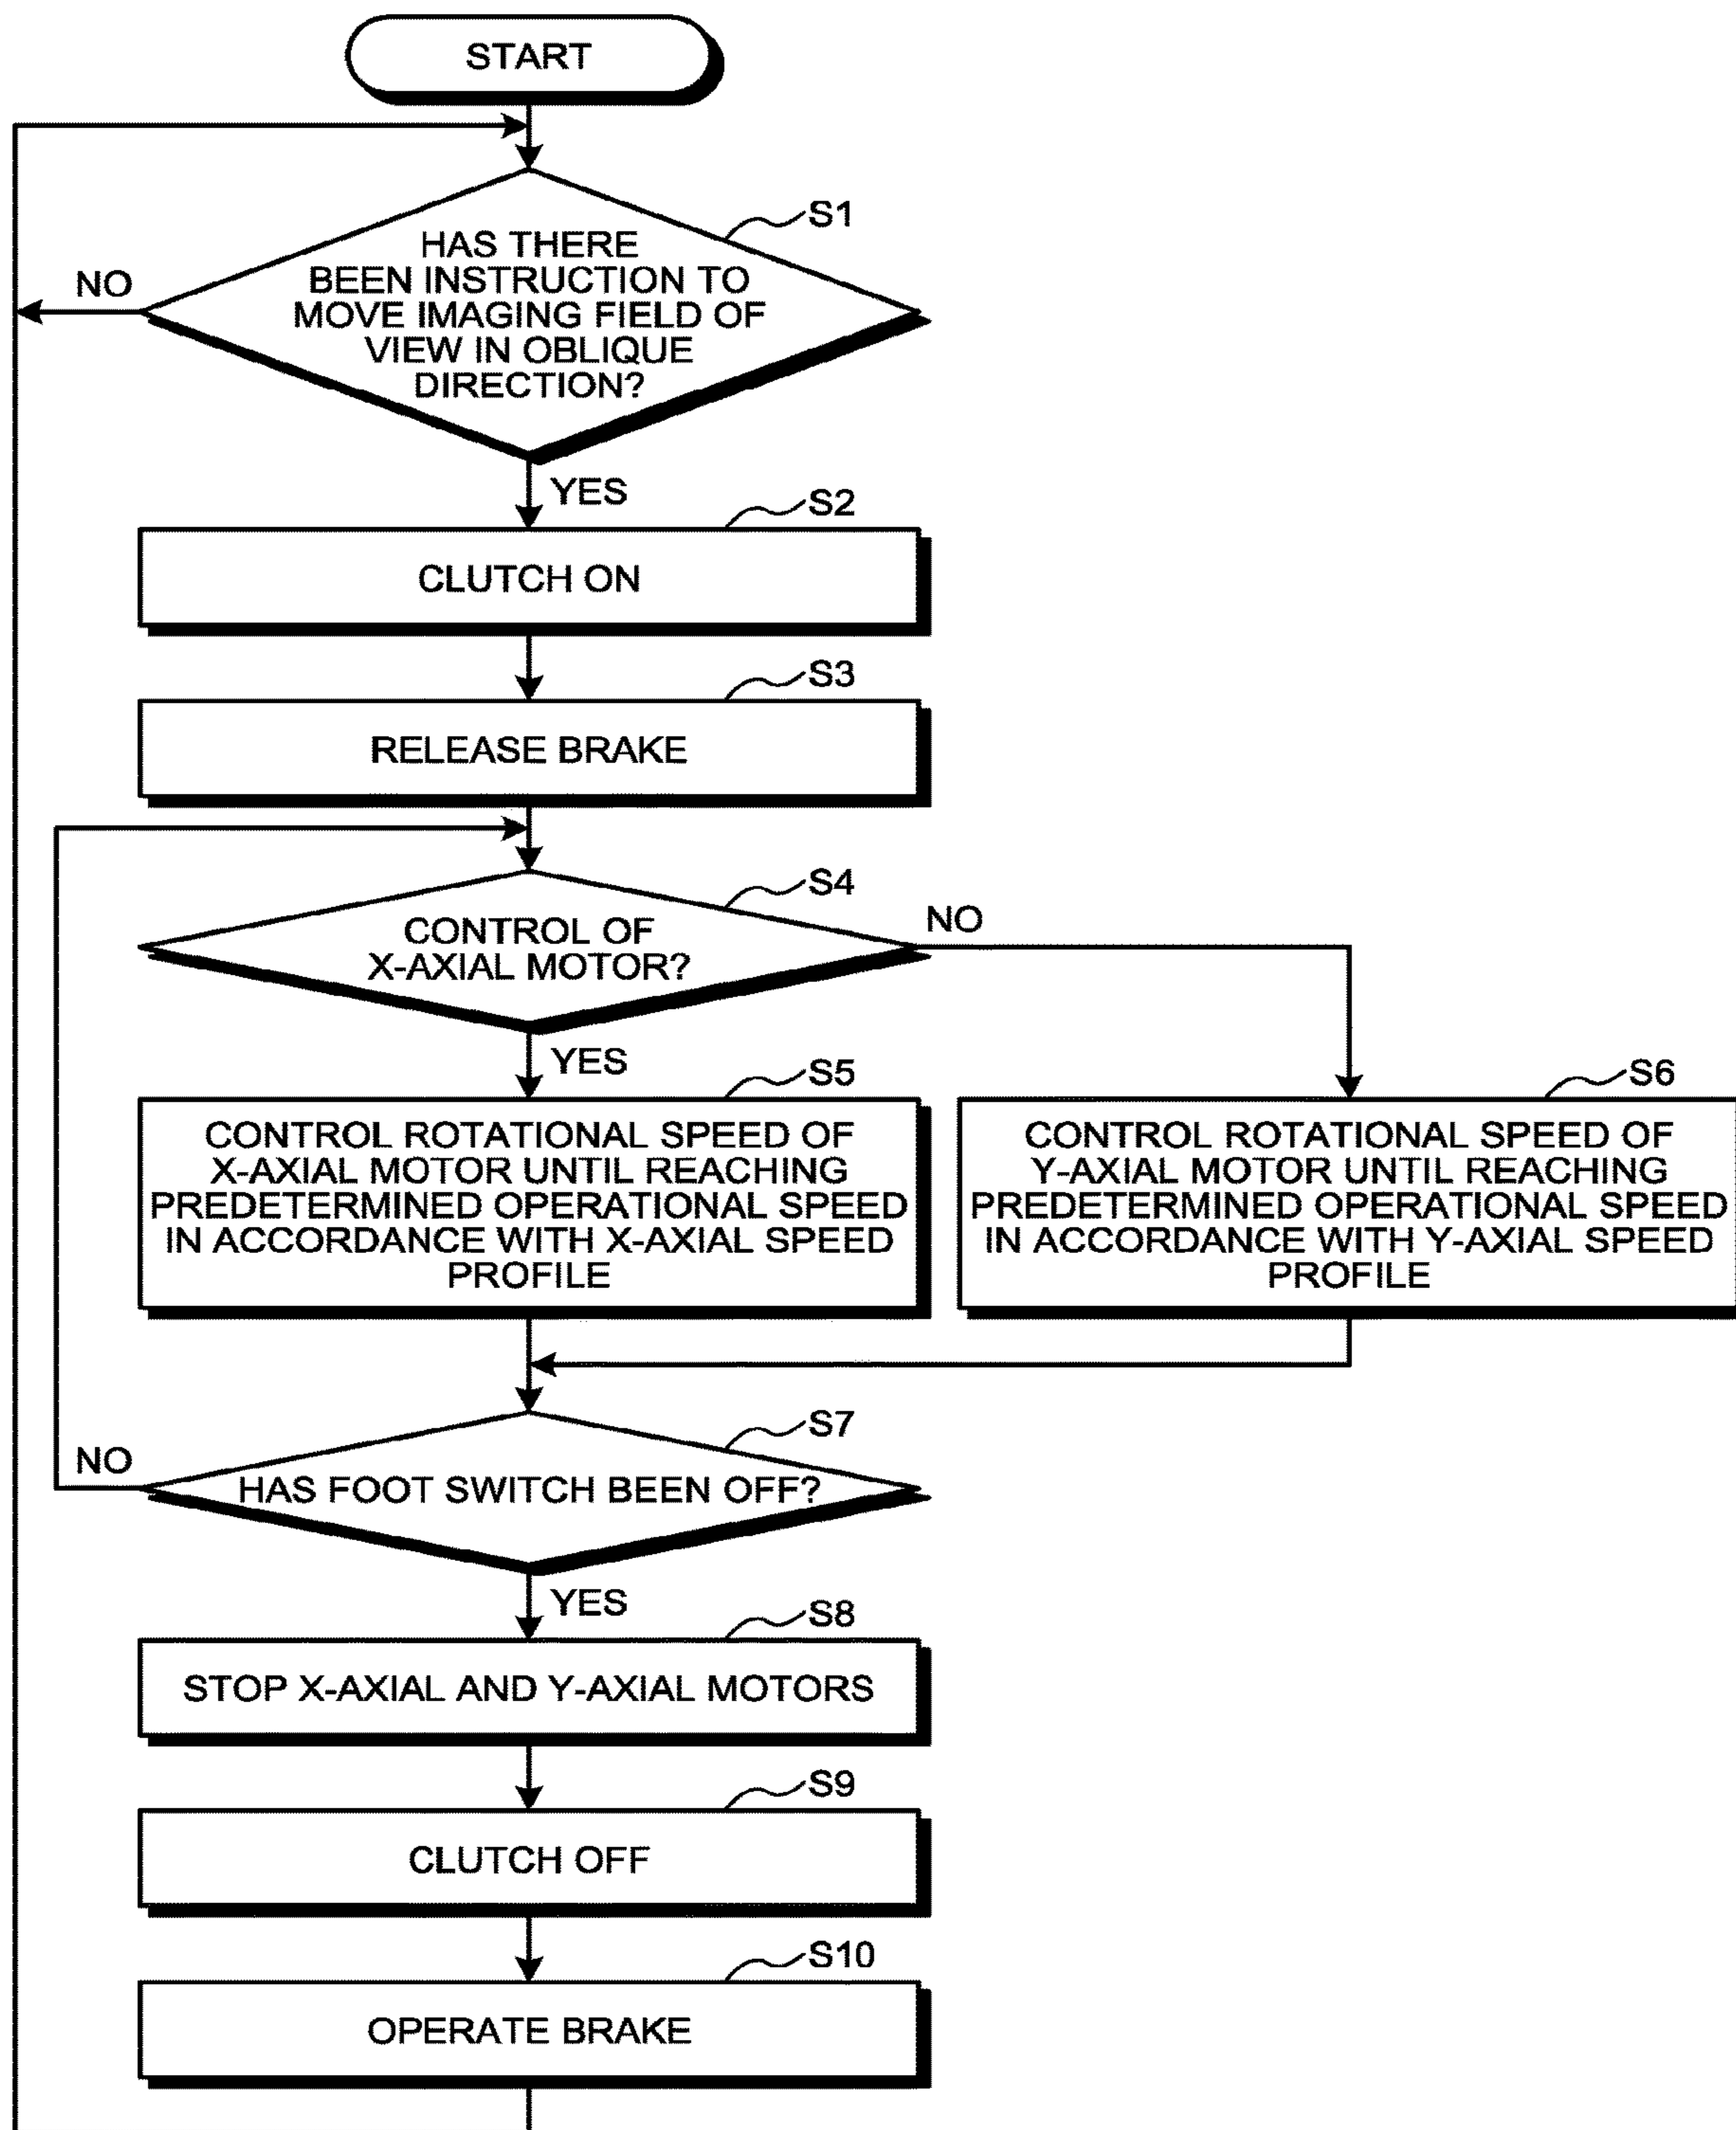 START
S1
HAS THERE
BEEN INSTRUCTION TO
MOVE IMAGING FIELD OF
VIEW IN OBLIQUE
DIRECTION?
NO
YES
S2
CLUTCH ON
S3
RELEASE BRAKE
S4
CONTROL OF
X-AXIAL MOTOR?
NO
YES
S5
CONTROL ROTATIONAL SPEED OF
X-AXIAL MOTOR UNTIL REACHING
PREDETERMINED OPERATIONAL SPEED
IN ACCORDANCE WITH X-AXIAL SPEED
PROFILE
S6
CONTROL ROTATIONAL SPEED OF
Y-AXIAL MOTOR UNTIL REACHING
PREDETERMINED OPERATIONAL SPEED
IN ACCORDANCE WITH Y-AXIAL SPEED
PROFILE
S7
NO
HAS FOOT SWITCH BEEN OFF?
YES
S8
STOP X-AXIAL AND Y-AXIAL MOTORS
S9
CLUTCH OFF
S10
OPERATE BRAKE